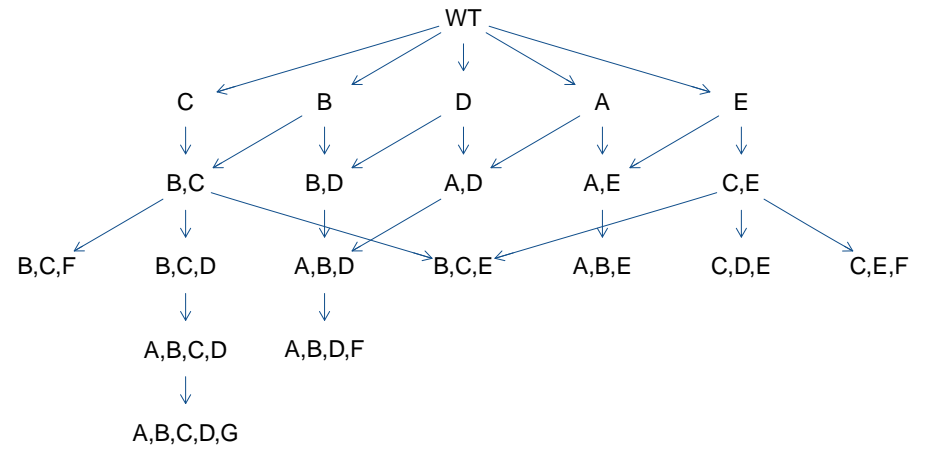 WT
C B D A E
B,C B,D A,D A,E C,E
B,C,F B,C,D A,B,D B,C,E A,B,E C,D,E C,E,F
A,B,C,D A,B,D,F
A,B,C,D,G